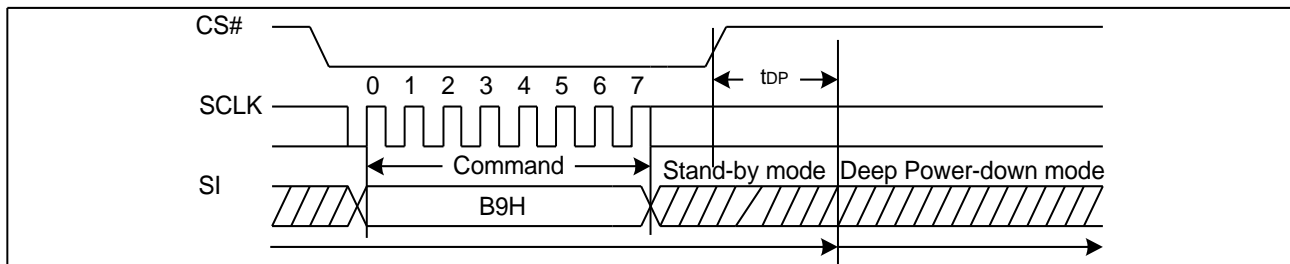 CS#
tDP
0 1 2 3 4 5 6 7
SCLK
Command
Stand-by mode Deep Power-down mode
SI
B9H